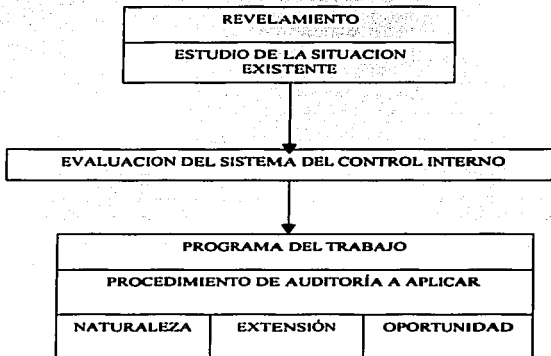 REVELAMIENTO
ESTUDIO DE LA SITUACION
EXISTENTE
EVALUACION DEL SISTEMA DEL CONTROL INTERNO
PROGRAMA DEL TRABAJO
PROCEDIMIENTO DE AUDITORÍA A APLICAR
NATURALEZA EXTENSIÓN OPORTUNIDAD